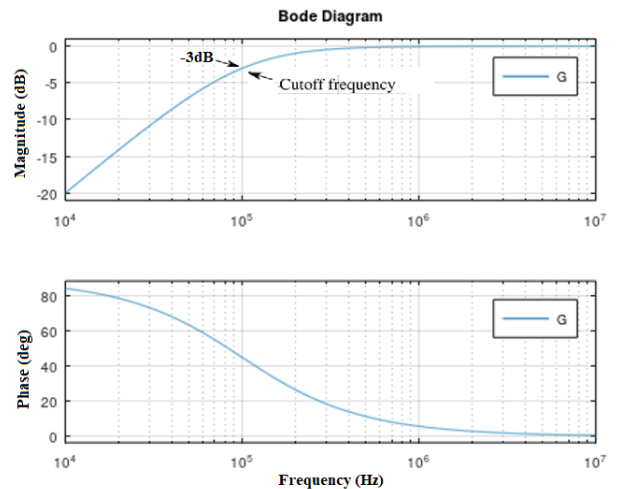 Bode Diagram
Magnitude (dB)
0
-5
-10
-15
-20
-3dB
Cutoff frequency
G
10⁴
10⁵
10⁶
10⁷
Phase (deg)
80
60
40
20
0
G
10⁴
10⁵
10⁶
10⁷
Frequency (Hz)